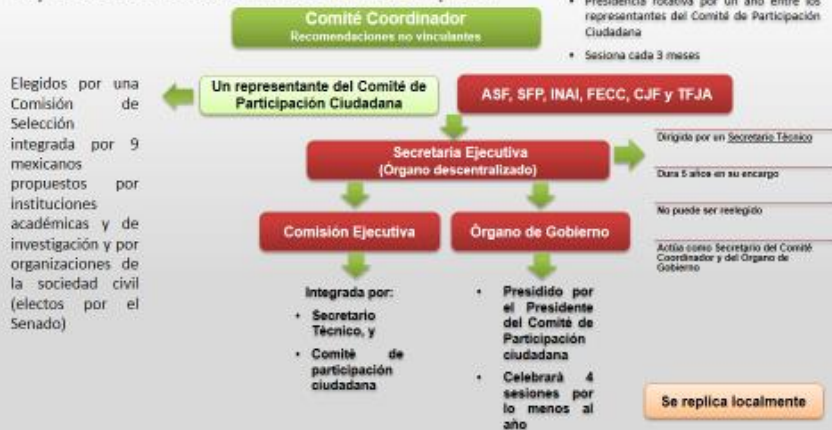 Comité Coordinador
Recomendaciones no vinculantes
• Presidencia rotativa por un año entre los
representantes del Comité de Participación
Ciudadana
• Sesiona cada 3 meses
Elegidos por una
Comisión de
Selección
integrada por 9
mexicanos
propuestos por
instituciones
académicas y de
investigación y por
organizaciones de
la sociedad civil
(electos por el
Senado)
Un representante del Comité de
Participación Ciudadana
ASF, SFP, INAI, FECC, CJF y TFJA
Secretaria Ejecutiva
(Órgano descentralizado)
Dirigida por un Secretario Técnico
Dura 5 años en su encargo
No puede ser reelegido
Actúa como Secretario del Comité
Coordinador y del Órgano de
Gobierno
Comisión Ejecutiva
Órgano de Gobierno
Integrada por:
• Secretario
Técnico, y
• Comité de
participación
ciudadana
• Presidido por
el Presidente
del Comité de
Participación
ciudadana
• Celebrará 4
sesiones por
lo menos al
año
Se replica localmente